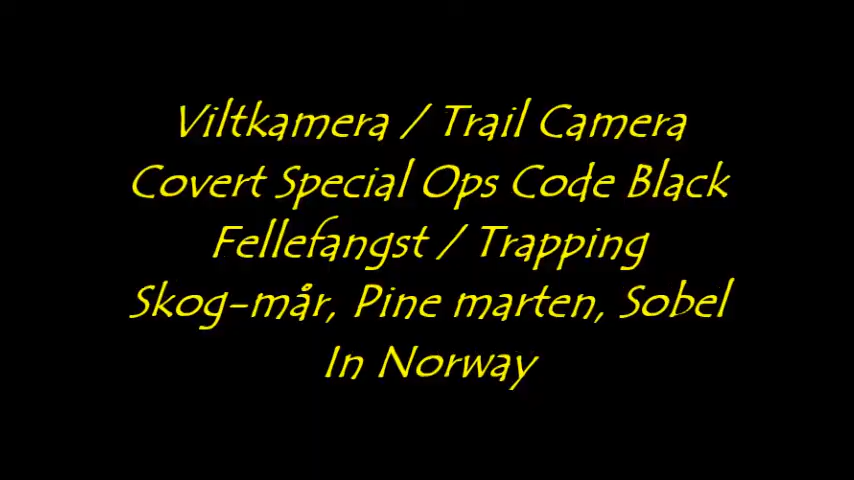 Viltkamera / Trail Camera
Covert Special Ops Code Black
Fellefangst / Trapping
Skog-mår, Pine marten, Sobel
In Norway